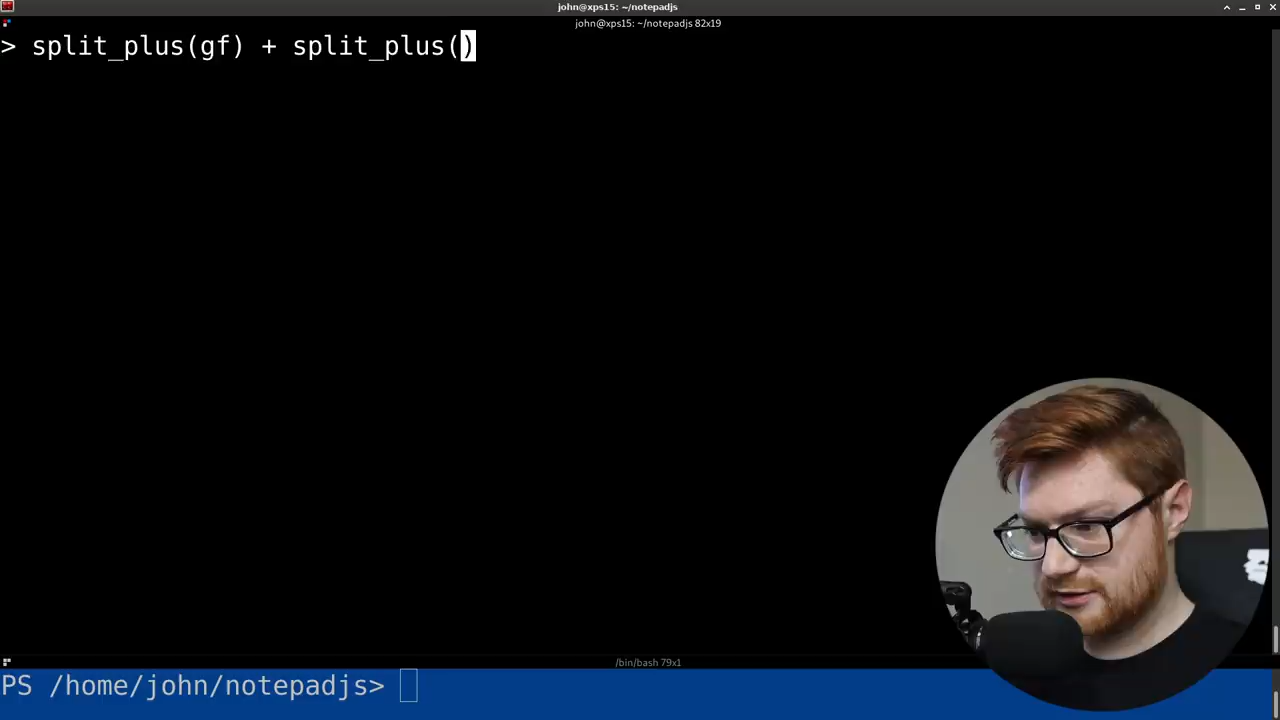 john@xps15: ~/notepadjs
john@xps15: ~/notepadjs 82x19
> split_plus(gf) + split_plus()
/bin/bash 79x1
PS /home/john/notepadjs>